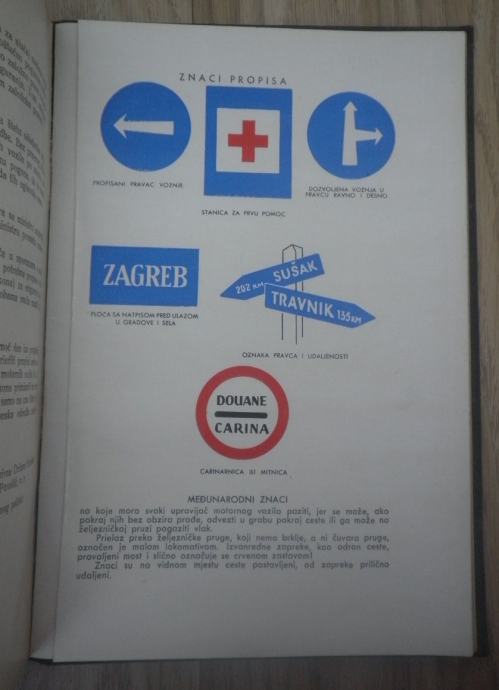 ZNACI PROPISA
PROPISANI PRAVAC VOZNJE
STANICA ZA PRVU POMOC
DOZVOLJENA VOZNJA U
PRAVCU RAVNO I DESNO
ZAGREB
PLOČA SA NATPISOM PRED ULAZOM
U GRADOVE I SELA
202 KM SUŠAK
TRAVNIK 135 KM
OZNAKA PRAVCA I UDALJENOSTI
DOUANE
CARINA
CARINARNICA ILI MITNICA
MEĐUNARODNI ZNACI
na koje mora svaki upravljač motornog vozila paziti, jer se može, ako
pokraj njih bez obzira prođe, odvesti u grabu pokraj ceste ili ga može na
željezničkoj pruzi pogaziti vlak.
Prielaz preko željezničke pruge, koji nema brklje, a ni čuvara pruge,
označen je malom lokomotivom. Izvanredne zapreke, kao odron ceste,
provaljeni most i slično označuje se crvenom zastavom!
Znaci su na vidnom mjestu ceste postavljeni, od zapreke prilično
udaljeni.